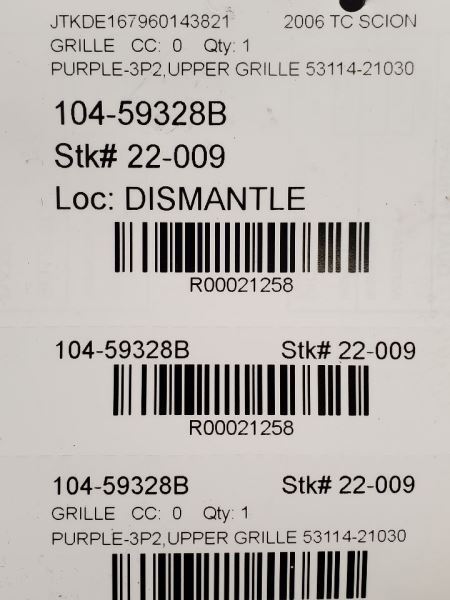 JTKDE167960143821 2006 TC SCION
GRILLE CC: 0 Qty: 1
PURPLE-3P2,UPPER GRILLE 53114-21030
104-59328B
Stk# 22-009
Loc: DISMANTLE
R00021258
104-59328B Stk# 22-009
R00021258
104-59328B Stk# 22-009
GRILLE CC: 0 Qty: 1
PURPLE-3P2,UPPER GRILLE 53114-21030